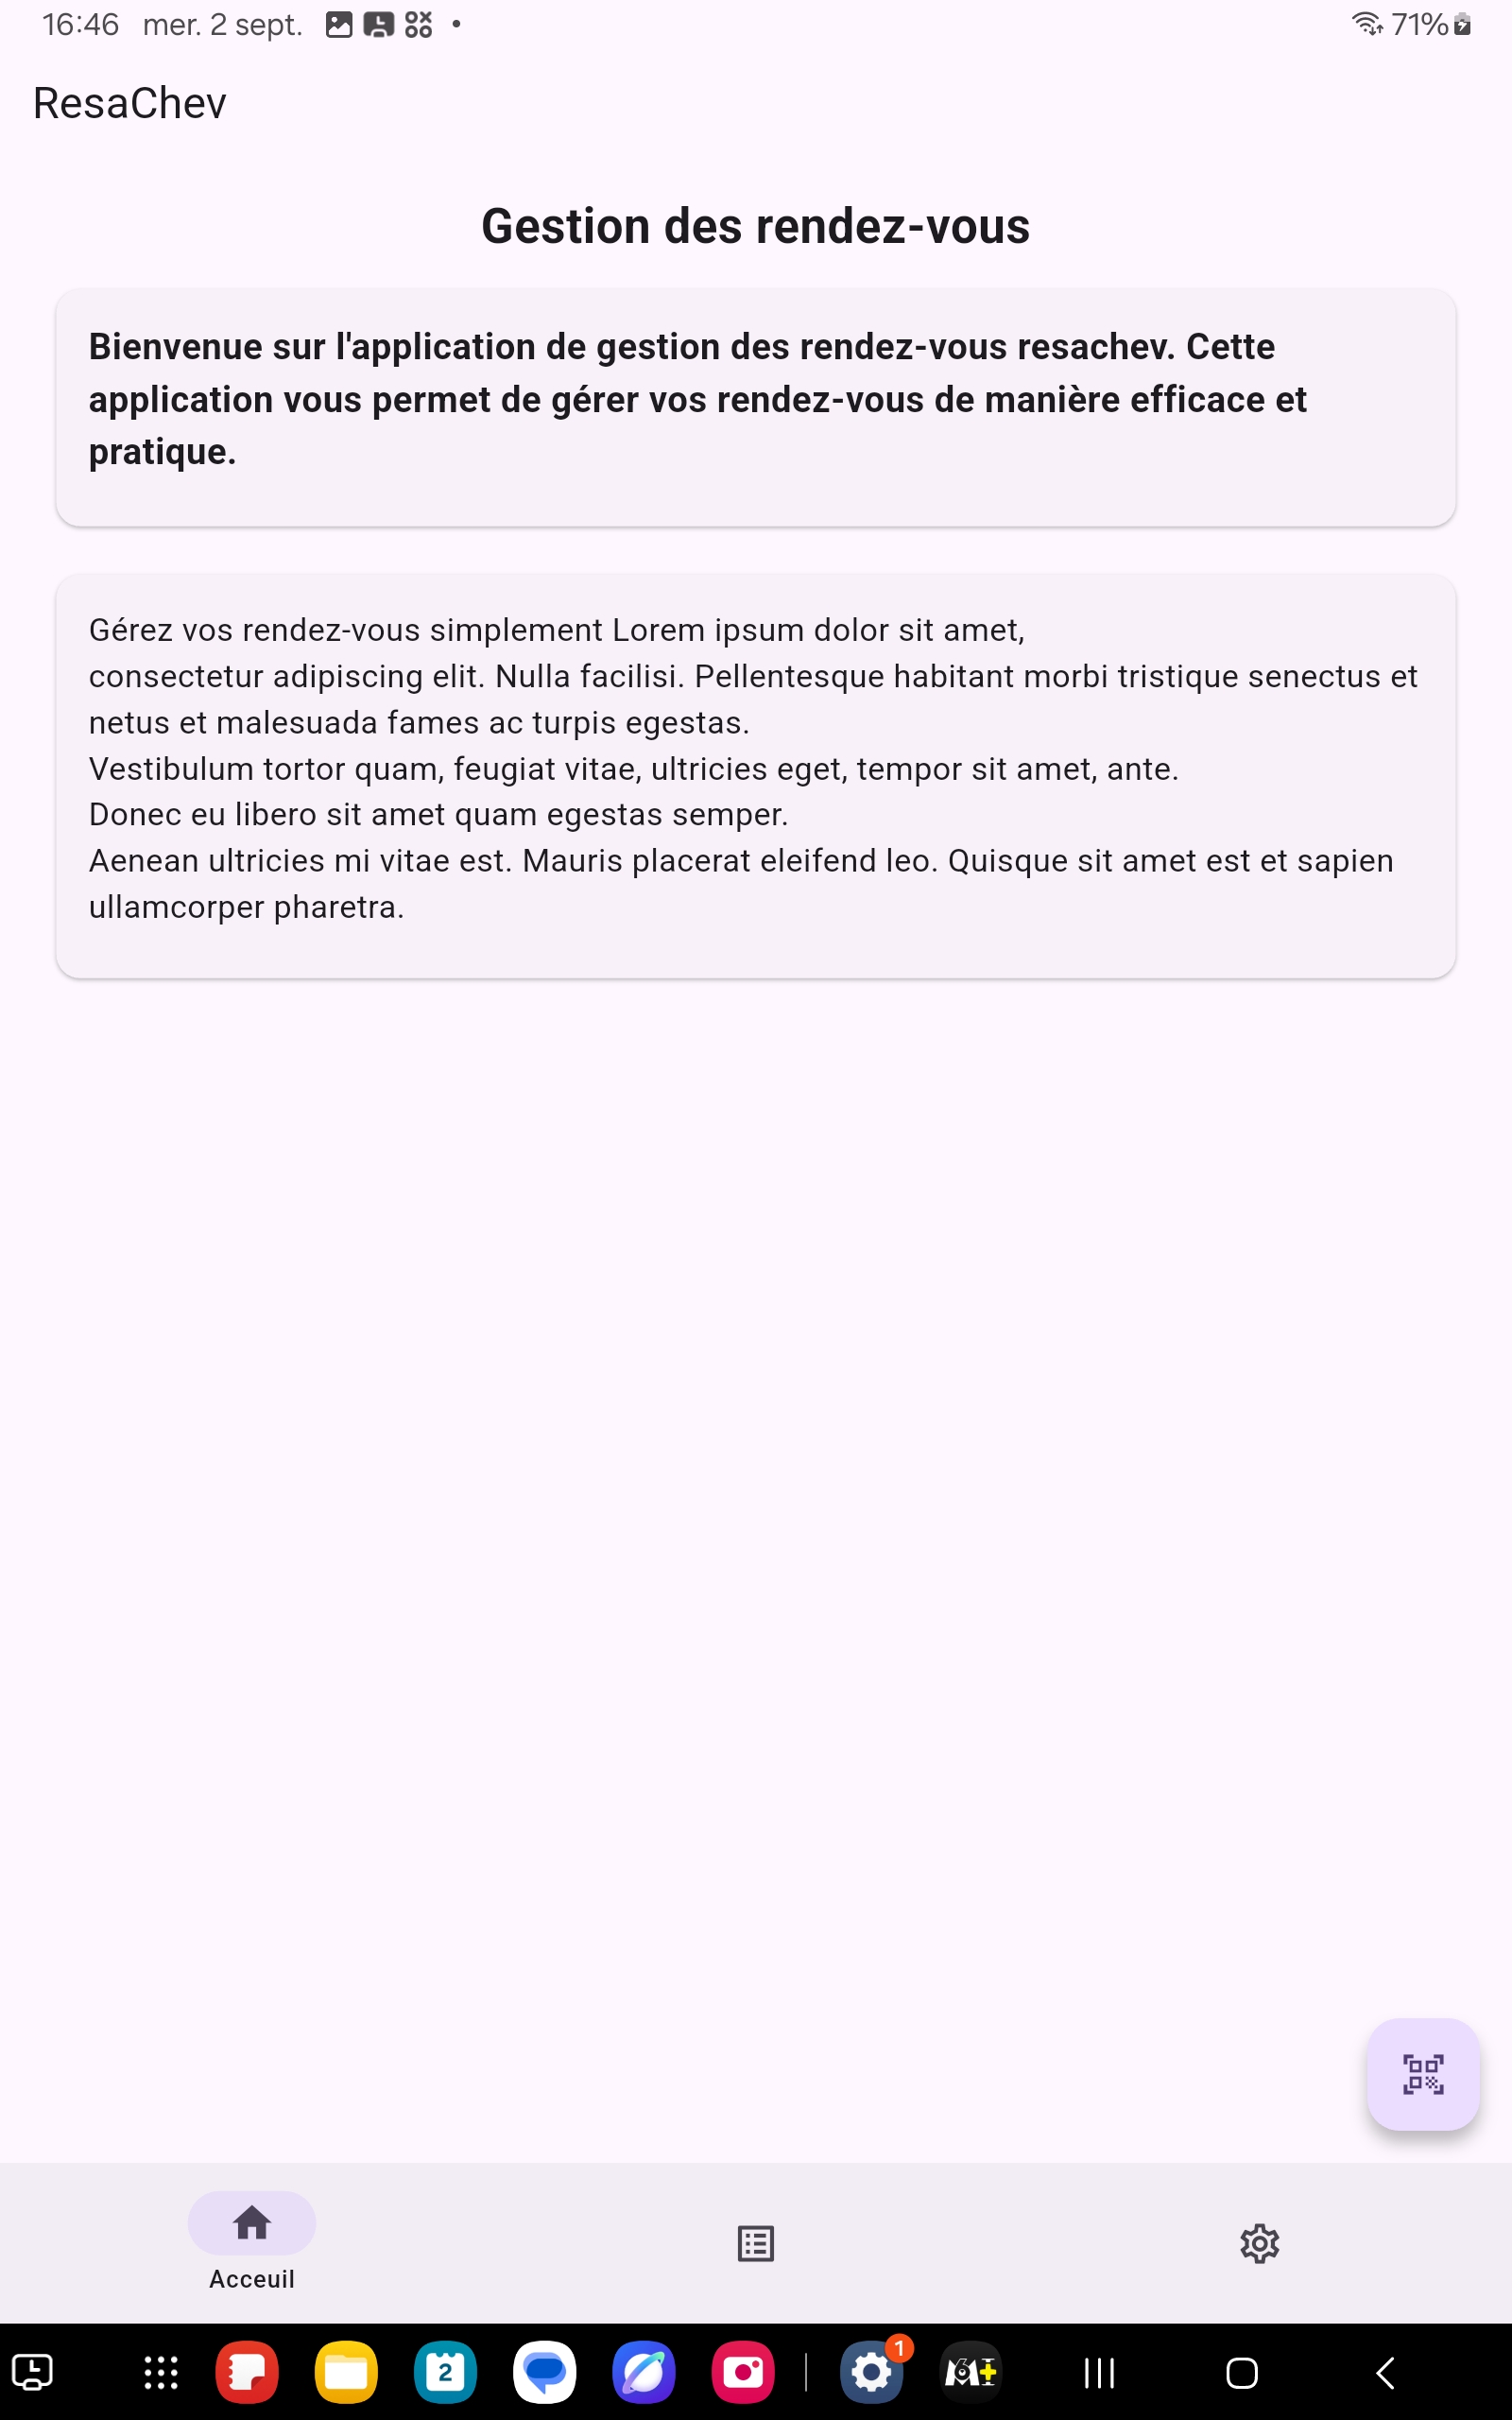 16:46 mer. 2 sept. 71%
ResaChev
Gestion des rendez-vous
Bienvenue sur l'application de gestion des rendez-vous resachev. Cette
application vous permet de gérer vos rendez-vous de manière efficace et
pratique.
Gérez vos rendez-vous simplement Lorem ipsum dolor sit amet,
consectetur adipiscing elit. Nulla facilisi. Pellentesque habitant morbi tristique senectus et
netus et malesuada fames ac turpis egestas.
Vestibulum tortor quam, feugiat vitae, ultricies eget, tempor sit amet, ante.
Donec eu libero sit amet quam egestas semper.
Aenean ultricies mi vitae est. Mauris placerat eleifend leo. Quisque sit amet est et sapien
ullamcorper pharetra.
Acceuil
2 1 M6+